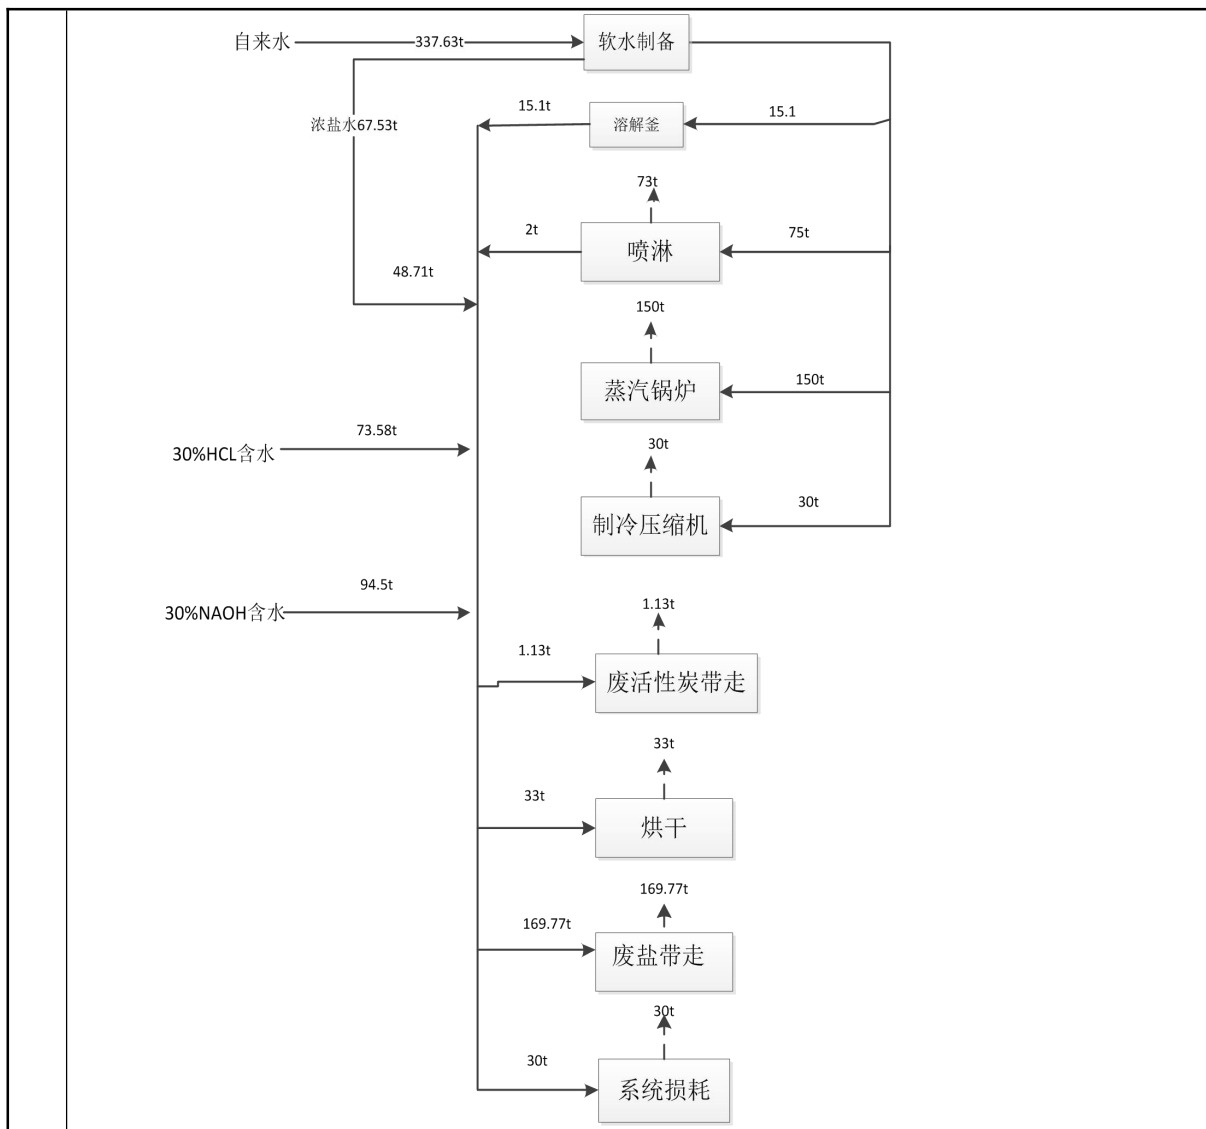 自来水
337.63t
软水制备
浓盐水67.53t
15.1t
溶解釜
15.1
73t
2t
喷淋
75t
48.71t
150t
蒸汽锅炉
150t
73.58t
30%HCL含水
30t
制冷压缩机
30t
94.5t
30%NAOH含水
1.13t
1.13t
废活性炭带走
33t
33t
烘干
169.77t
169.77t
废盐带走
30t
30t
系统损耗